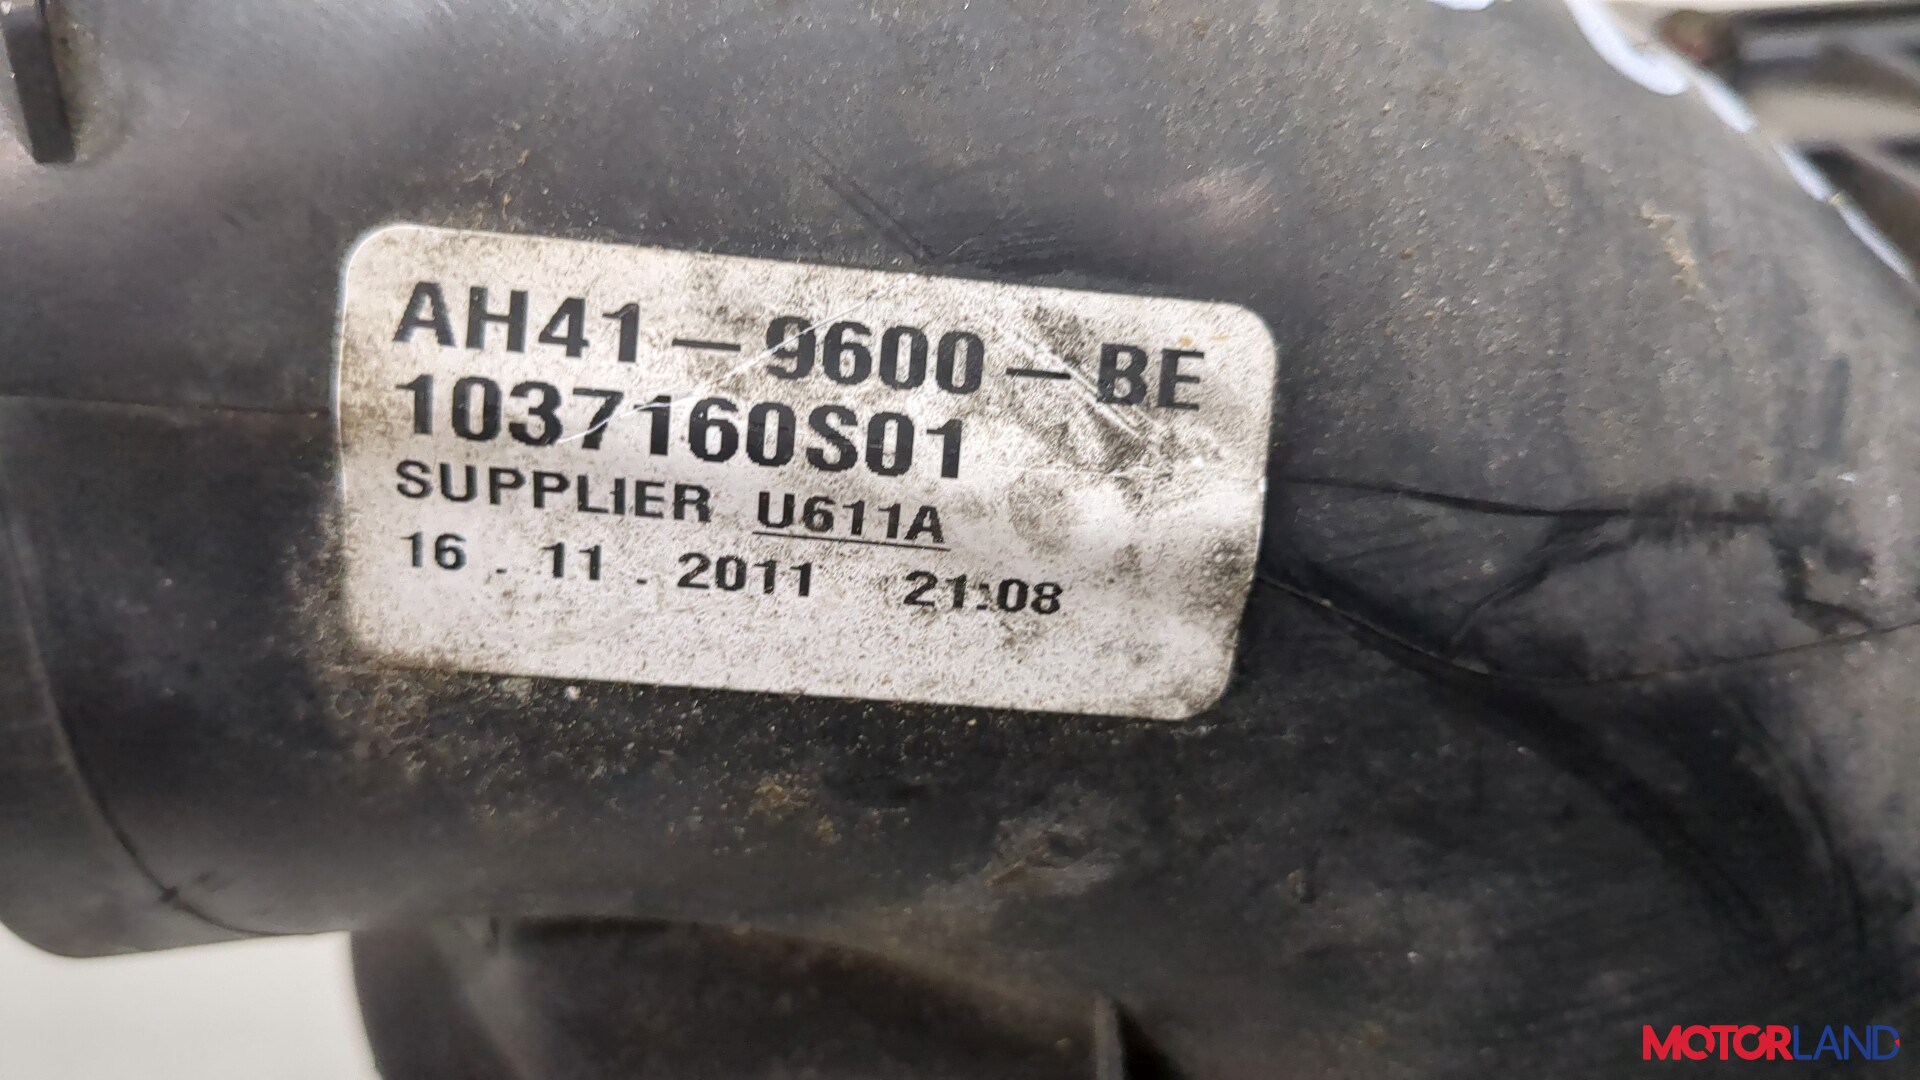 AH41-9600-BE
1037160S01
SUPPLIER U611A
16.11.2011 21:08
MOTORLAND